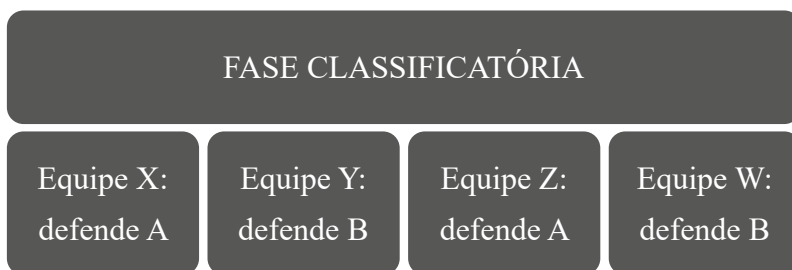 FASE CLASSIFICATÓRIA
Equipe X:
defende A
Equipe Y:
defende B
Equipe Z:
defende A
Equipe W:
defende B